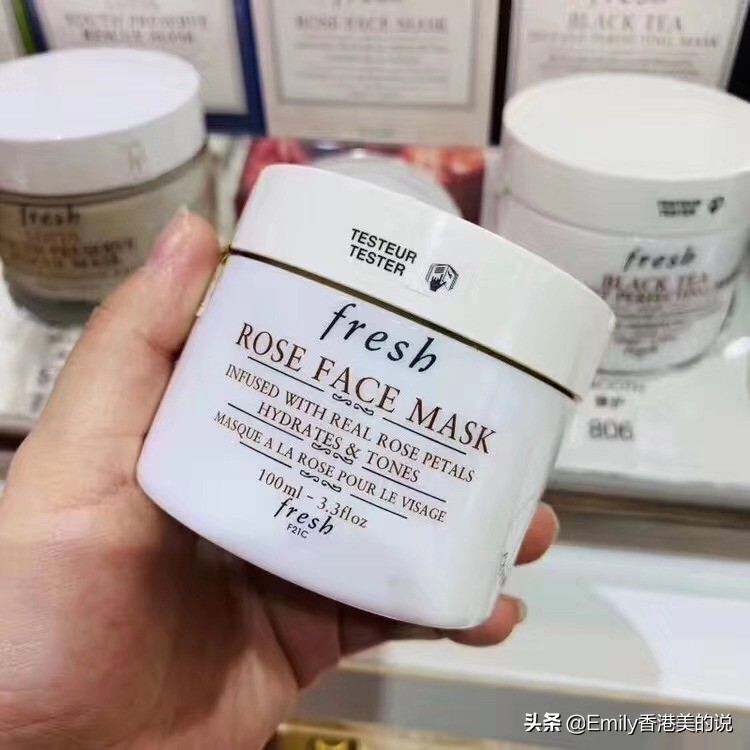 ROSE FACE MASK
BLACK TEA
fresh
TESTEUR
TESTER
fresh
ROSE FACE MASK
INFUSED WITH REAL ROSE PETALS
HYDRATES & TONES
MASQUE A LA ROSE POUR LE VISAGE
100ml - 3.3floz
fresh
F21C
TESTER
fresh
BLACK TEA
806
头条 @Emily香港美的说